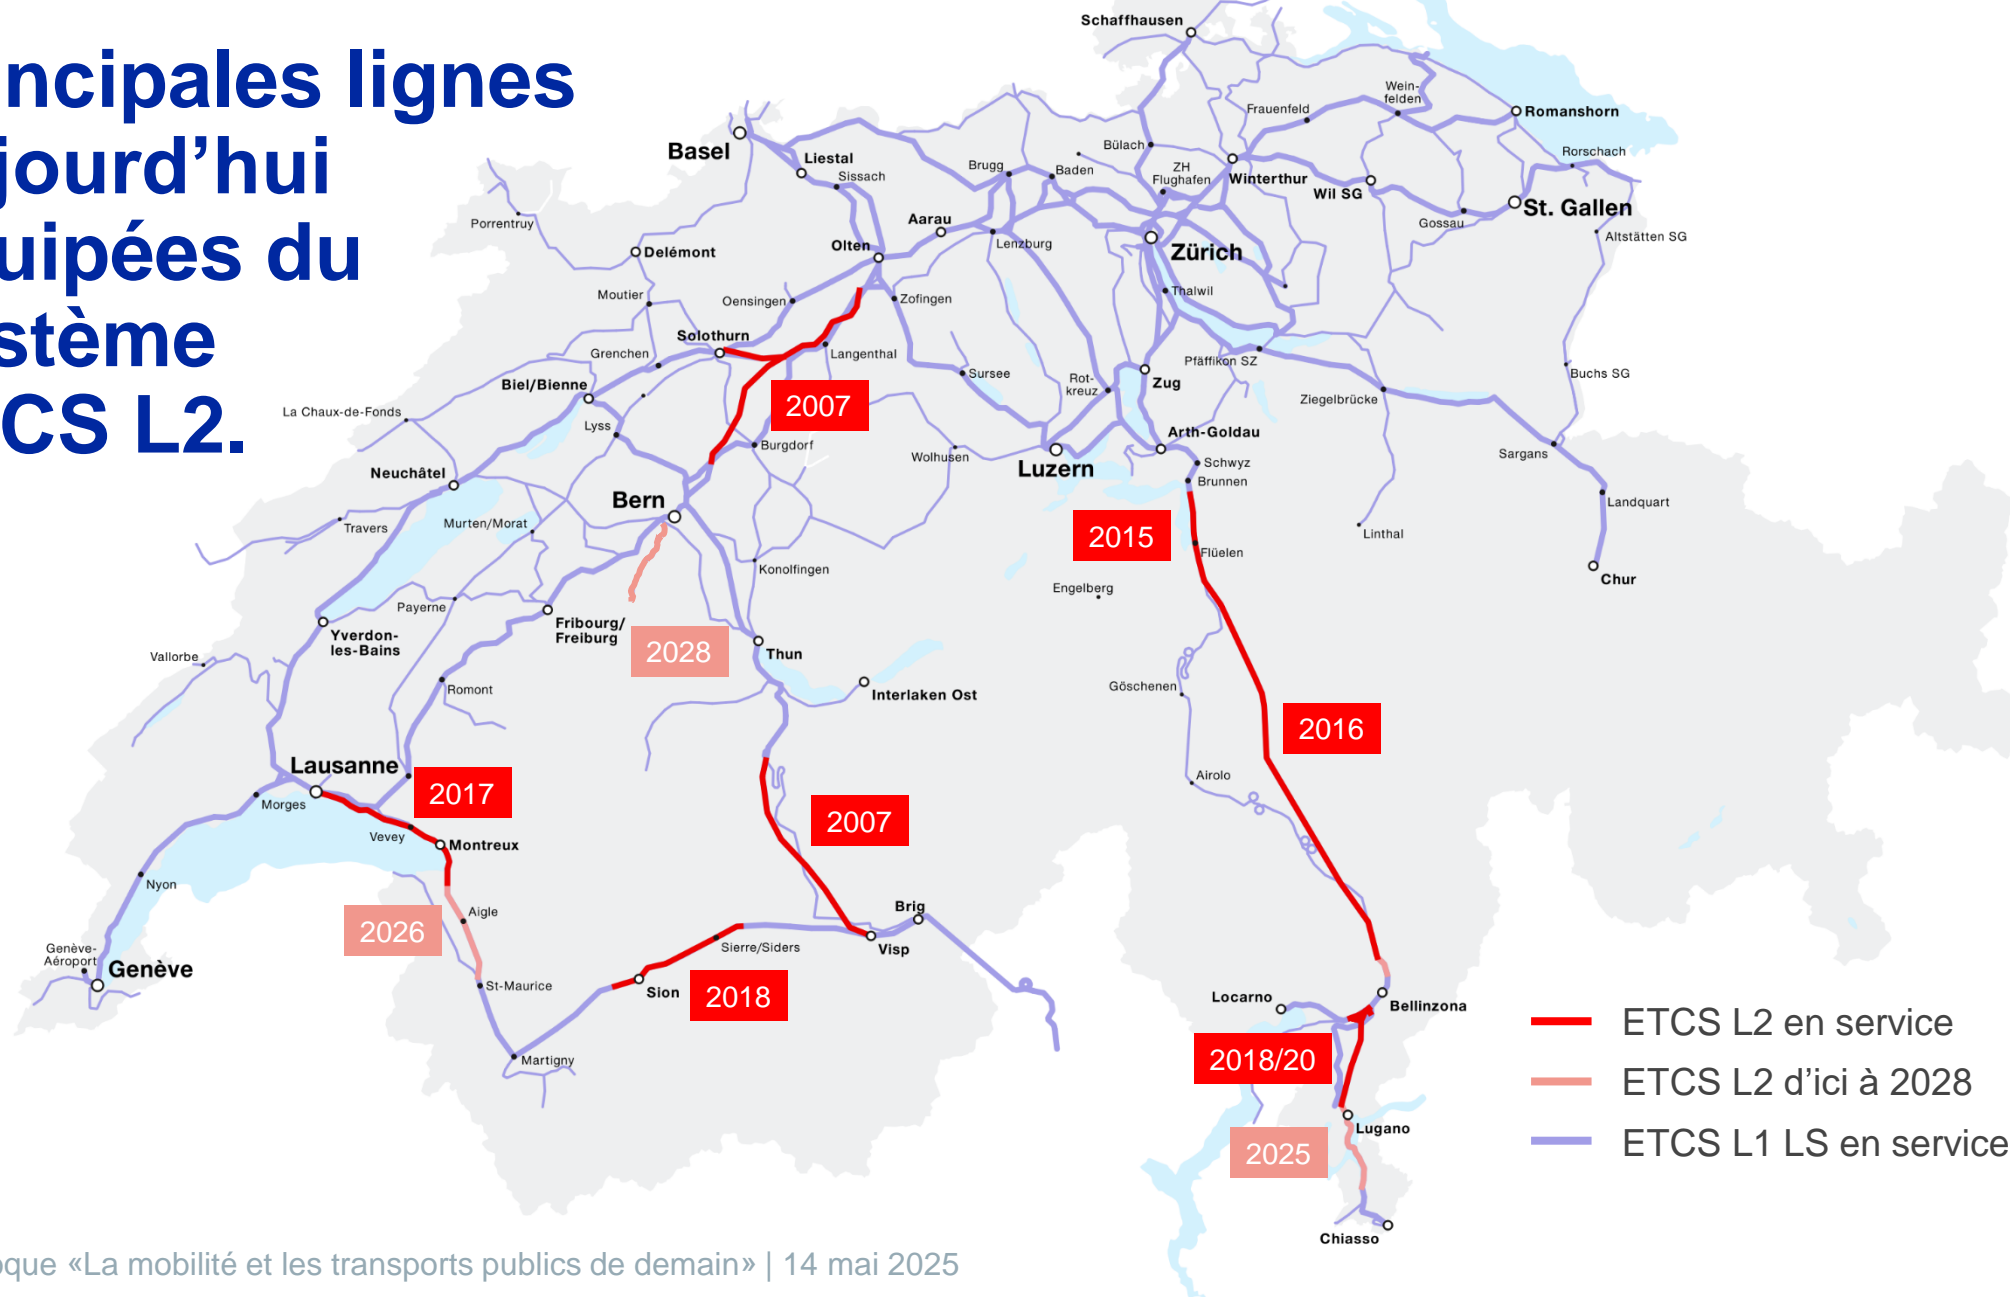 ncipales lignes
jourd’hui
uipées du
stème
CS L2.
Schaffhausen
Wein-
felden
Frauenfeld
Romanshorn
Basel
Liestal
Sissach
Brugg
Baden
Bülach
ZH
Flughafen
Winterthur
Wil SG
Rorschach
Porrentruy
Delémont
Olten
Aarau
Lenzburg
Zürich
Gossau
St. Gallen
Altstätten SG
Moutier
Oensingen
Zofingen
Thalwil
Solothurn
Grenchen
Langenthal
Biel/Bienne
Sursee
Rot-
kreuz
Zug
Pfäffikon SZ
Buchs SG
La Chaux-de-Fonds
2007
Ziegelbrücke
Lyss
Burgdorf
Wolhusen
Luzern
Arth-Goldau
Schwyz
Brunnen
Sargans
Neuchâtel
Bern
Landquart
Travers
Murten/Morat
2015
Flüelen
Linthal
Konolfingen
Engelberg
Chur
Payerne
Fribourg/
Freiburg
Yverdon-
les-Bains
2028
Thun
Vallorbe
Romont
Interlaken Ost
Göschenen
2016
Lausanne
Airolo
2017
Morges
Vevey
Montreux
2007
Nyon
Aigle
2026
Brig
Sierre/Siders
Visp
Genève-
Aéroport
Genève
St-Maurice
Sion
2018
Locarno
Bellinzona
Martigny
2018/20
Lugano
2025
Chiasso
ETCS L2 en service
ETCS L2 d’ici à 2028
ETCS L1 LS en service
oque «La mobilité et les transports publics de demain» | 14 mai 2025